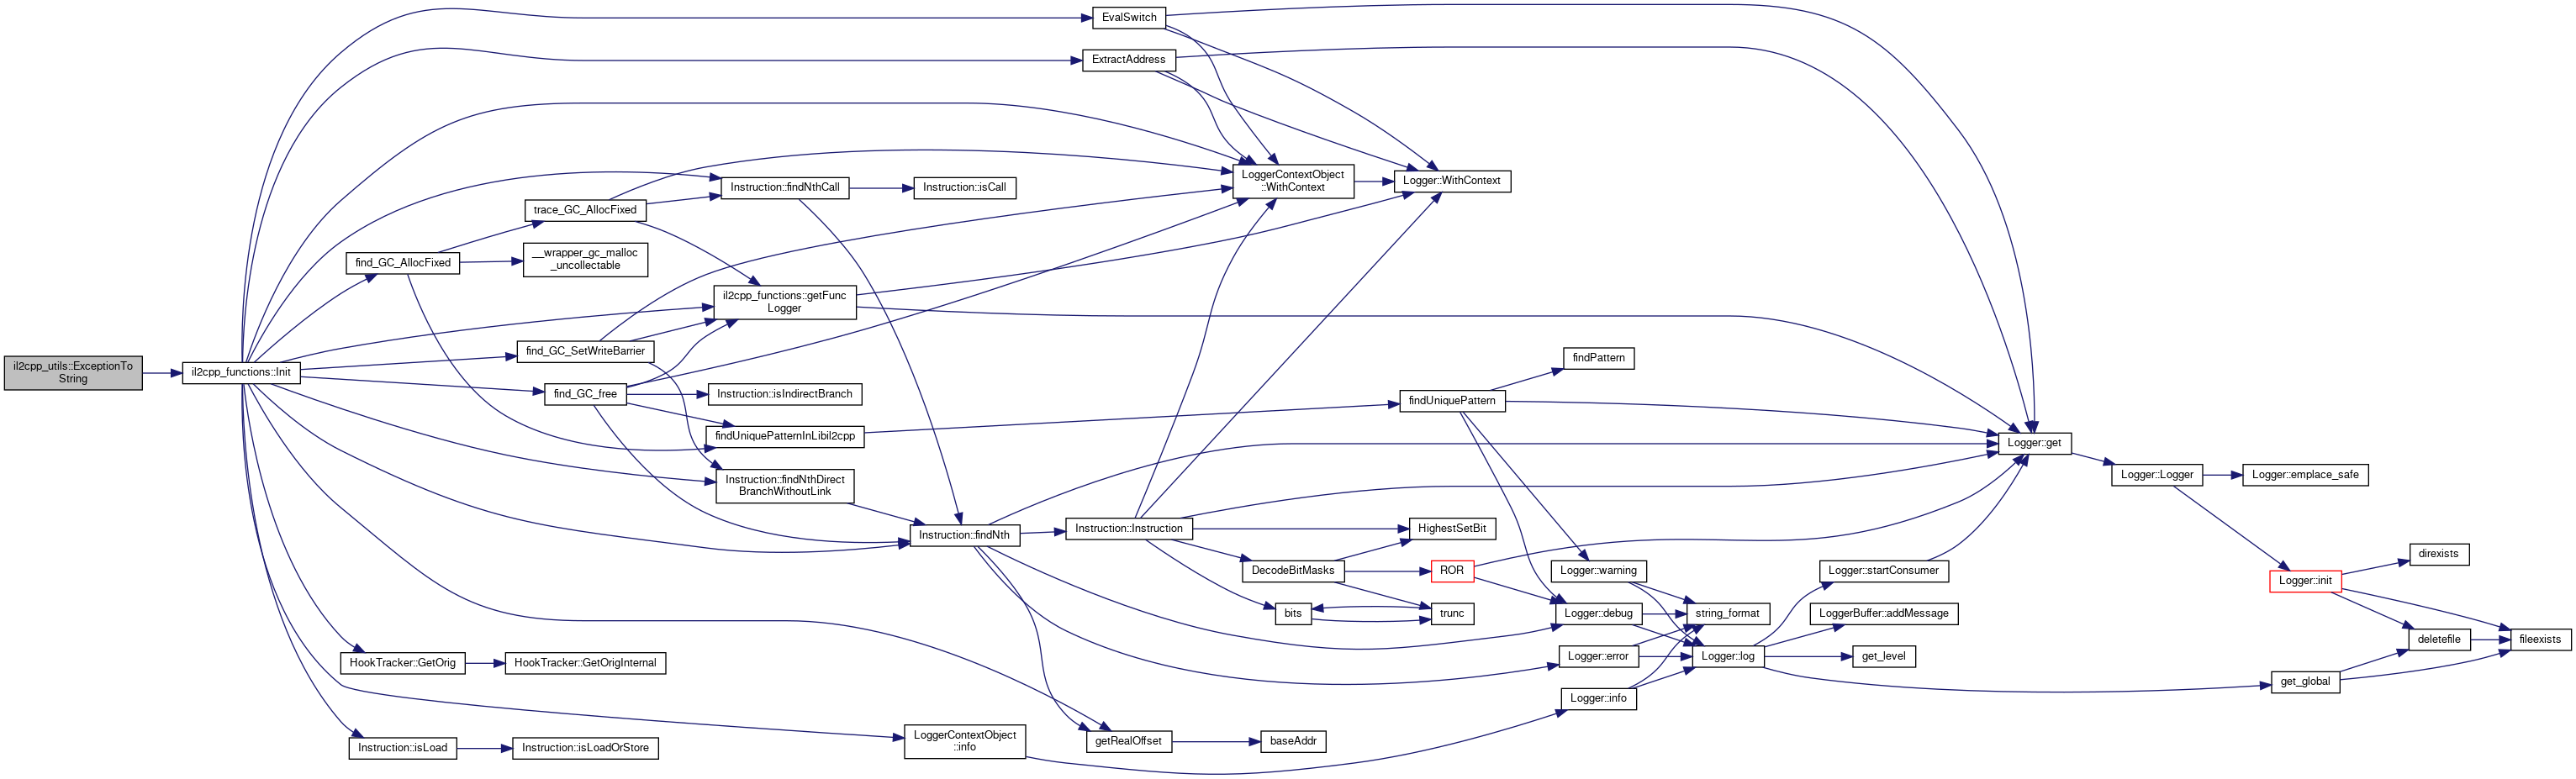 il2cpp_utils::ExceptionTo
String
il2cpp_functions::Init
EvalSwitch
ExtractAddress
find_GC_AllocFixed
trace_GC_AllocFixed
__wrapper_gc_malloc
_uncollectable
find_GC_SetWriteBarrier
find_GC_free
Instruction::findNthCall
Instruction::isCall
il2cpp_functions::getFunc
Logger
Instruction::isIndirectBranch
findUniquePatternInLibil2cpp
Instruction::findNthDirect
BranchWithoutLink
Instruction::findNth
HookTracker::GetOrig
HookTracker::GetOrigInternal
Instruction::isLoad
Instruction::isLoadOrStore
LoggerContextObject
::info
getRealOffset
baseAddr
LoggerContextObject
::WithContext
Logger::WithContext
Instruction::Instruction
HighestSetBit
DecodeBitMasks
ROR
bits
trunc
findUniquePattern
findPattern
Logger::warning
Logger::debug
string_format
Logger::error
Logger::log
Logger::info
Logger::startConsumer
LoggerBuffer::addMessage
get_level
Logger::get
Logger::Logger
Logger::emplace_safe
Logger::init
direxists
deletefile
fileexists
get_global